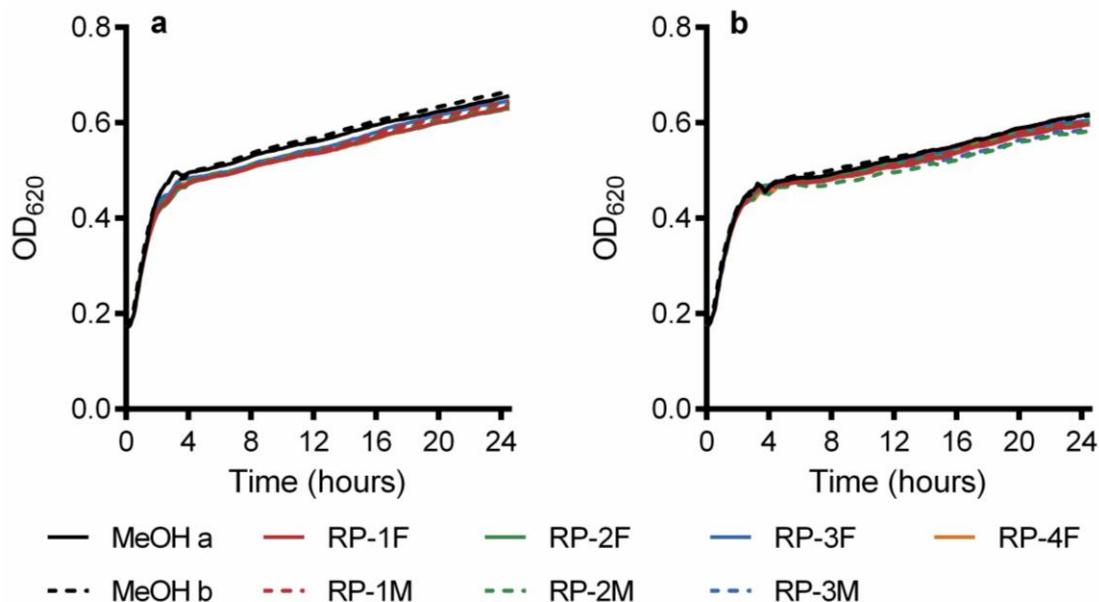 a
b
0.8
0.6
0.4
0.2
0.0
OD620
0 4 8 12 16 20 24
Time (hours)
0.8
0.6
0.4
0.2
0.0
OD620
0 4 8 12 16 20 24
Time (hours)
MeOH a RP-1F RP-2F RP-3F RP-4F
MeOH b RP-1M RP-2M RP-3M